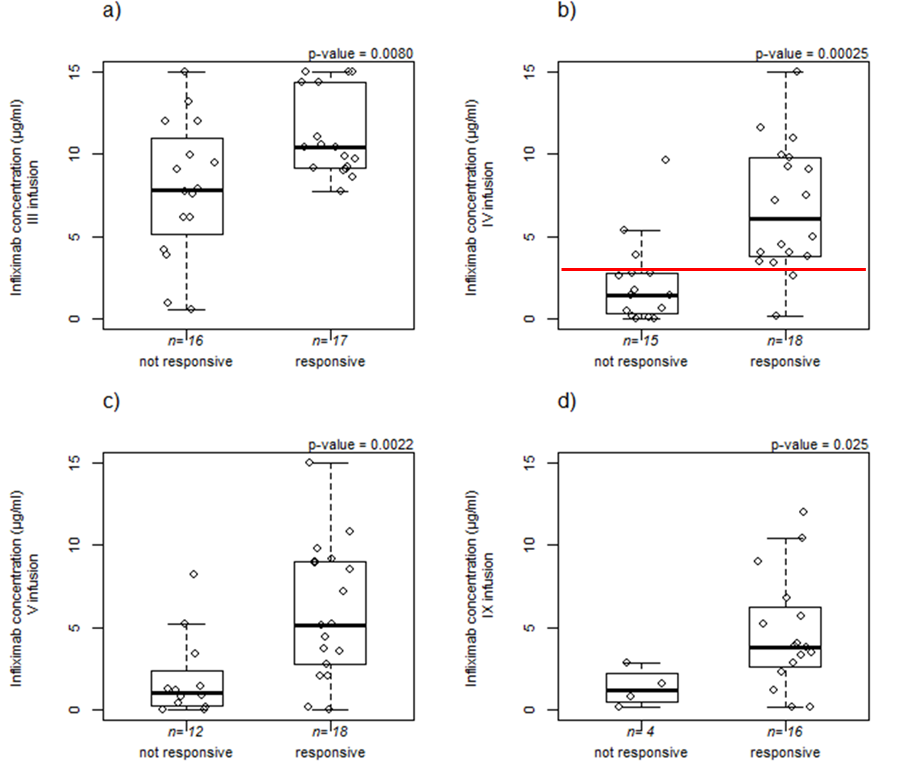 a)
p-value = 0.0080
Infliximab concentration (µg/ml)
III infusion
15
10
5
0
n=16
n=17
not responsive
responsive
b)
p-value = 0.00025
Infliximab concentration (µg/ml)
IV infusion
15
10
5
0
n=15
n=18
not responsive
responsive
c)
p-value = 0.0022
Infliximab concentration (µg/ml)
V infusion
15
10
5
0
n=12
n=18
not responsive
responsive
d)
p-value = 0.025
Infliximab concentration (µg/ml)
IX infusion
15
10
5
0
n= 4
n=16
not responsive
responsive